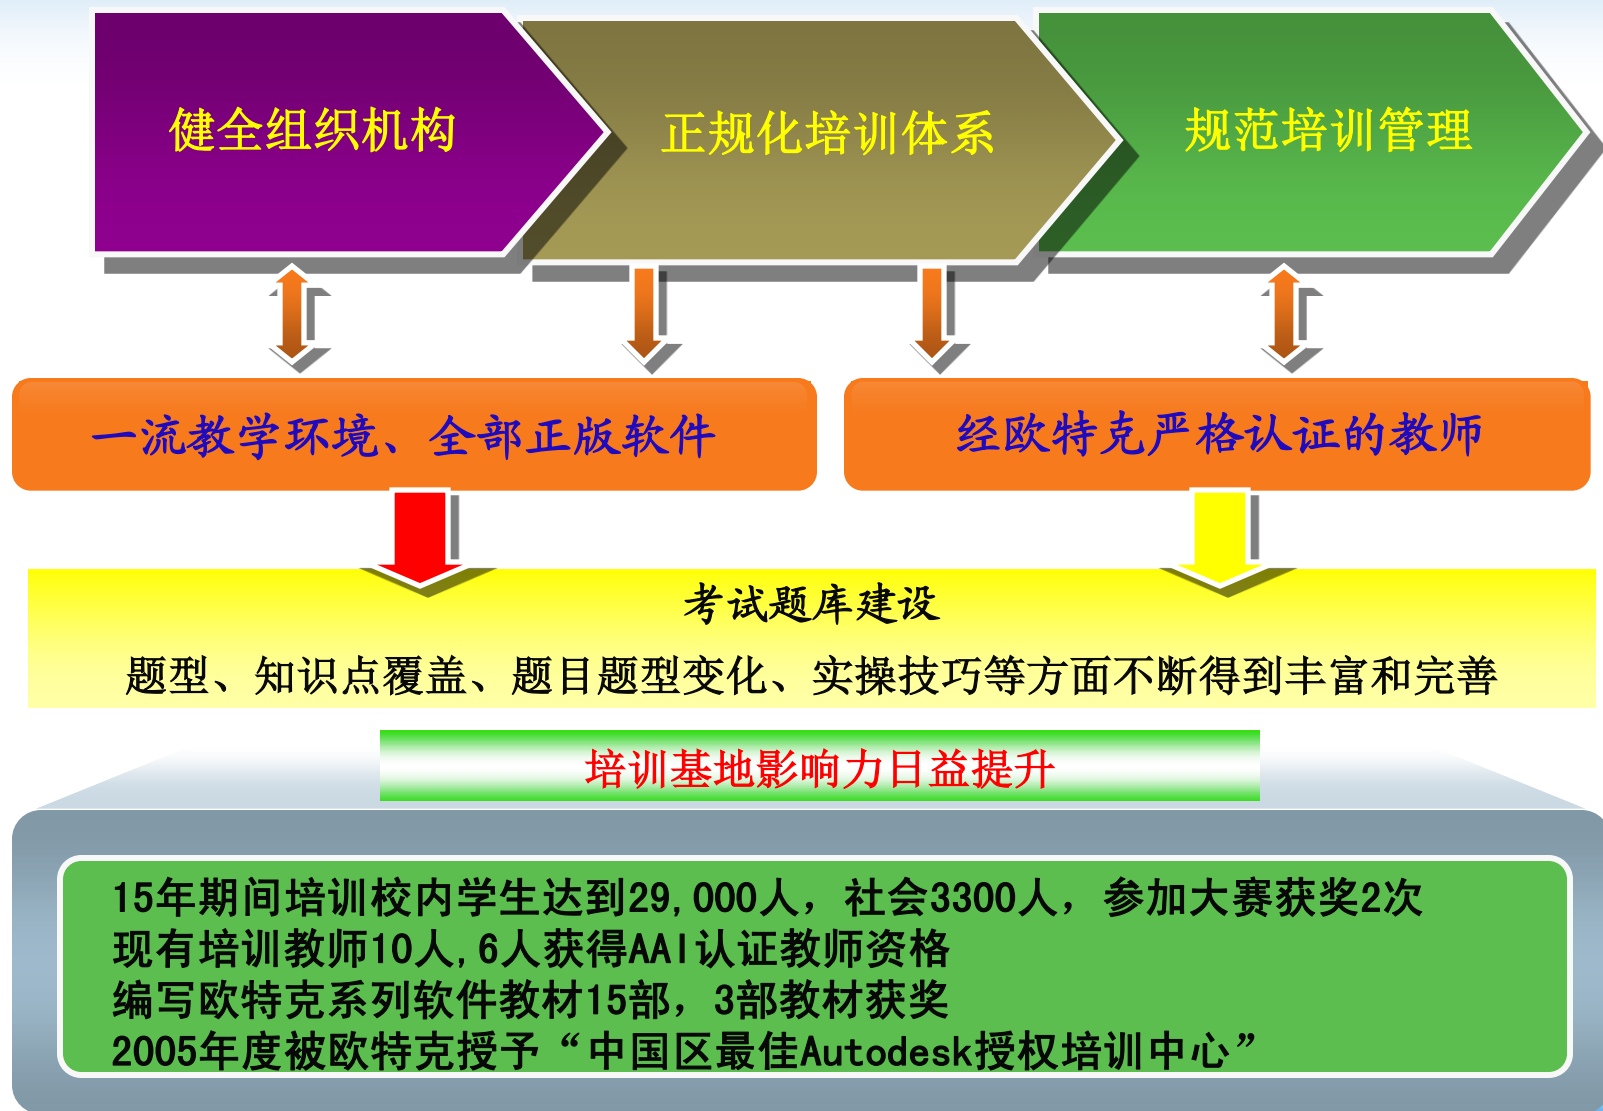 健全组织机构
正规化培训体系
规范培训管理
一流教学环境、全部正版软件
经欧特克严格认证的教师
考试题库建设
题型、知识点覆盖、题目题型变化、实操技巧等方面不断得到丰富和完善
培训基地影响力日益提升
15年期间培训校内学生达到29,000人，社会3300人，参加大赛获奖2次
现有培训教师10人,6人获得AAI认证教师资格
编写欧特克系列软件教材15部，3部教材获奖
2005年度被欧特克授予“中国区最佳Autodesk授权培训中心”